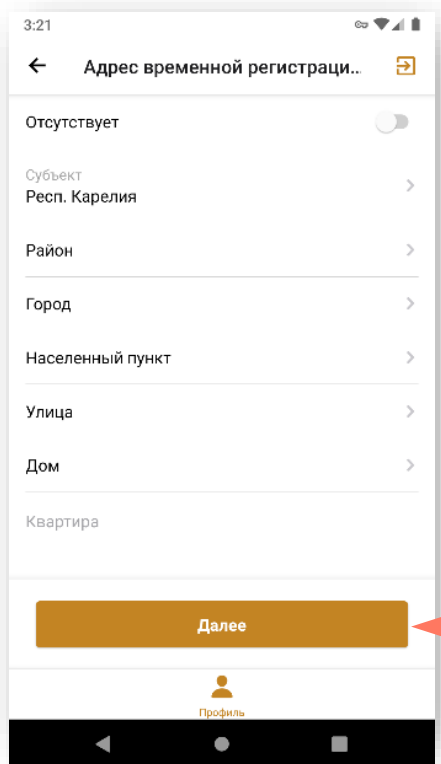 3:21
Адрес временной регистраци...
Отсутствует
Субъект
Респ. Карелия
Район
Город
Населенный пункт
Улица
Дом
Квартира
Далее
Профиль